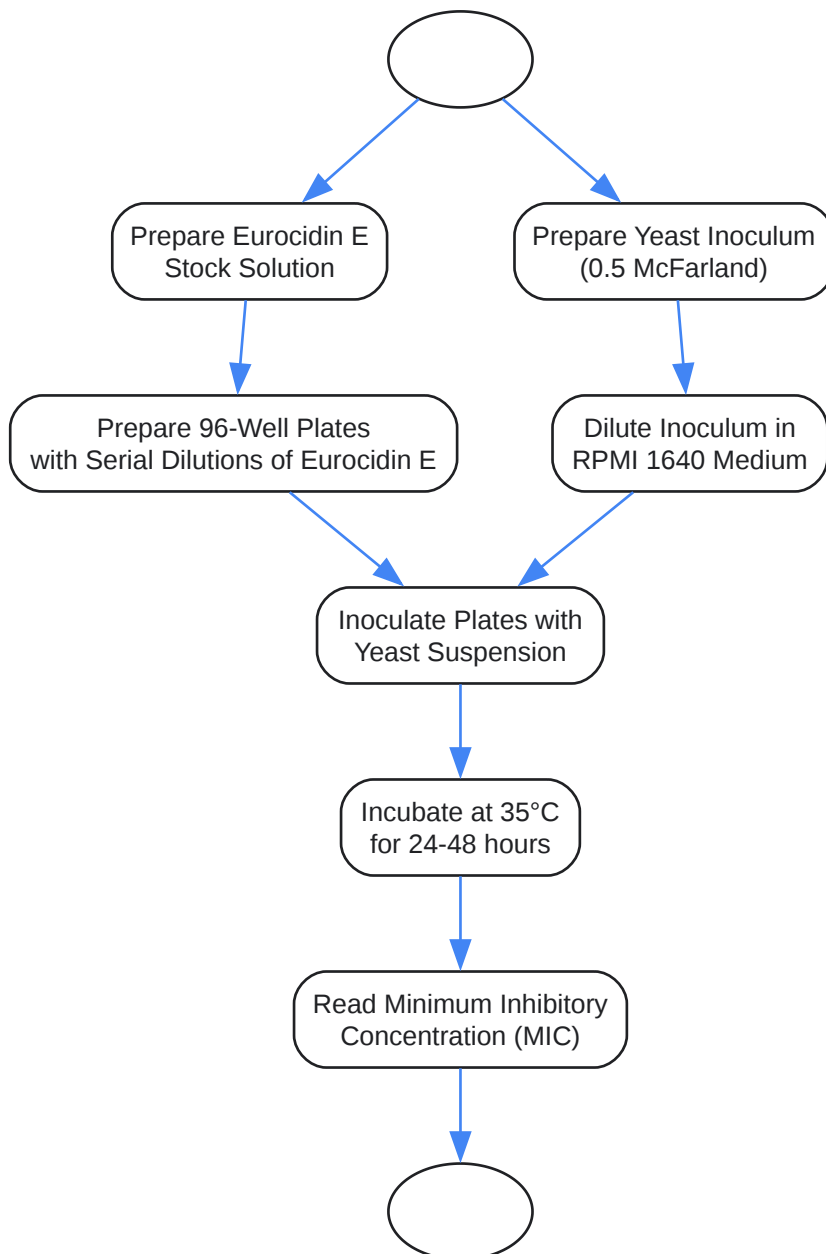 Prepare Eurocidin E
Stock Solution
Prepare Yeast Inoculum
(0.5 McFarland)
Prepare 96-Well Plates
with Serial Dilutions of Eurocidin E
Dilute Inoculum in
RPMI 1640 Medium
Inoculate Plates with
Yeast Suspension
Incubate at 35°C
for 24-48 hours
Read Minimum Inhibitory
Concentration (MIC)